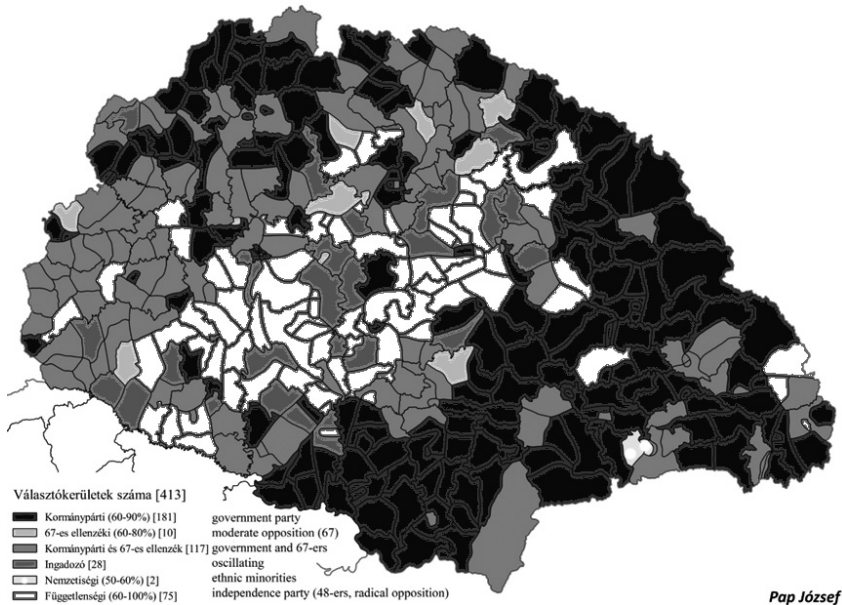 Választókerületek száma [413]
Kormánypárti (60-90%) [181] government party
67-es ellenzéki (60-80%) [10] moderate opposition (67)
Kormánypárti és 67-es ellenzék [117] government and 67-ers
Ingadozó [28] oscillating
Nemzetiségi (50-60%) [2] ethnic minorities
Függetlenségi (60-100%) [75] independence party (48-ers, radical opposition)
Pap József